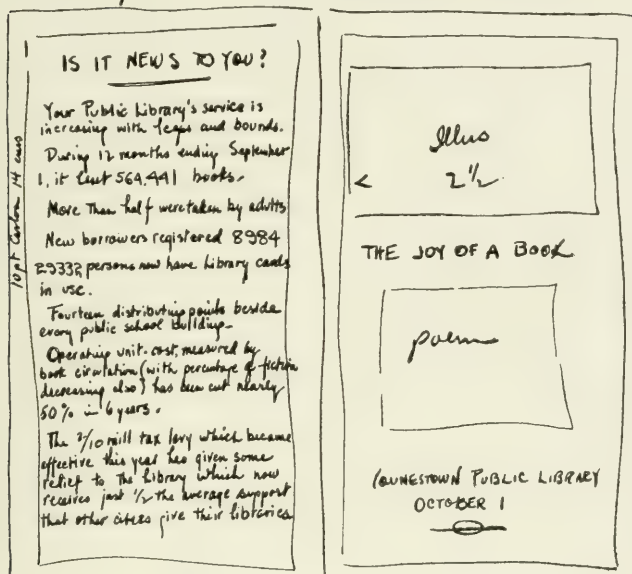 IS IT NEWS TO YOU?
Your Public Library's service is
increasing with leaps and bounds.
During 12 months ending September
1, it lent 564,441 books.
More than half were taken by adults
New borrowers registered 8984
29332 persons now have Library cards
in use.
Fourteen distributing points beside
every public school building.
Operating unit-cost, measured by
book circulation (with percentage of fiction
decreasing also) has been cut nearly
50% in 6 years.
The 2/10 mill tax levy which became
effective this year has given some
relief to the Library which now
receives just 1/2 the average support
that other cities give their libraries
10 pt Caslon 14 ems
Illus
2 1/2
THE JOY OF A BOOK
poem
YOUNGSTOWN PUBLIC LIBRARY
OCTOBER 1